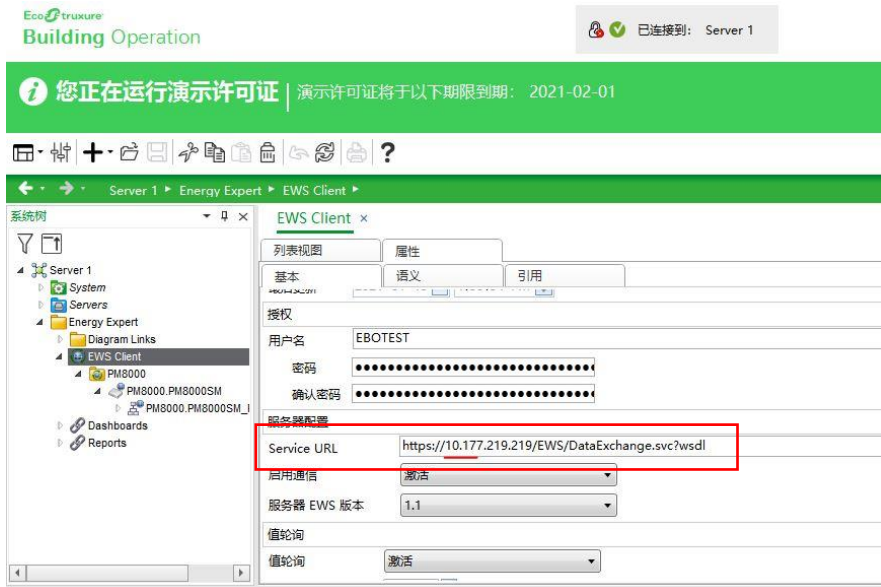 EcoStruxure
Building Operation
已连接到: Server 1
您正在运行演示许可证 | 演示许可证将于以下期限到期: 2021-02-01
Server 1 Energy Expert EWS Client
系统树
Server 1
System
Servers
Energy Expert
Diagram Links
EWS Client
PM8000
PM8000.PM8000SM
PM8000.PM8000SM_
Dashboards
Reports
EWS Client ×
列表视图 属性
基本 语义 引用
授权
用户名 EBOTEST
密码
确认密码
服务器配置
Service URL https://10.177.219.219/EWS/DataExchange.svc?wsdl
启用通信 激活
服务器 EWS 版本 1.1
值轮询
值轮询 激活